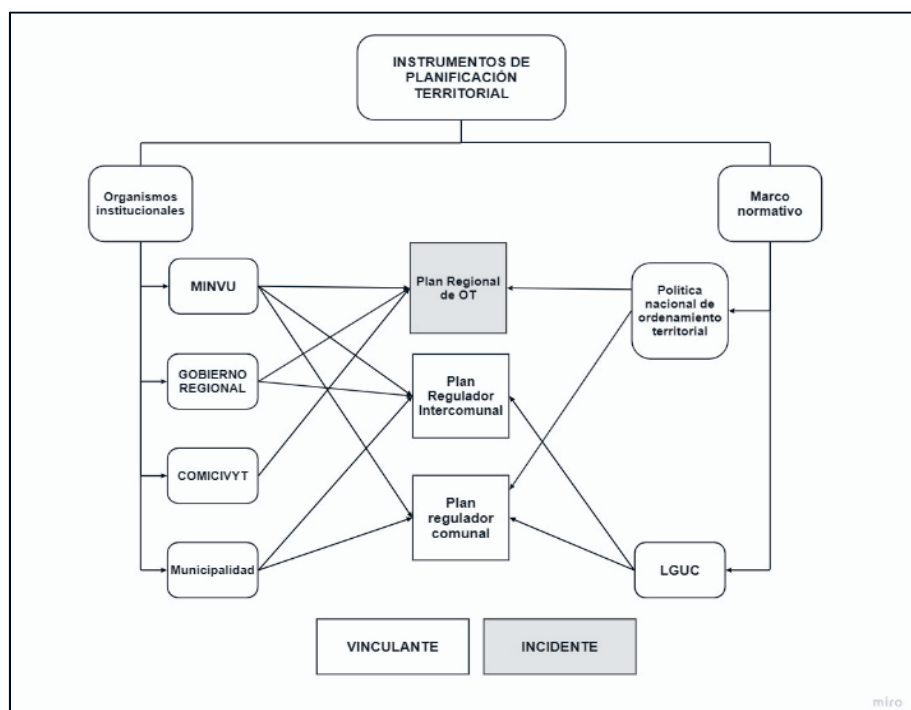 INSTRUMENTOS DE
PLANIFICACIÓN
TERRITORIAL
Organismos
institucionales
Marco
normativo
MINVU
Plan Regional
de OT
Política
nacional de
ordenamiento
territorial
GOBIERNO
REGIONAL
Plan
Regulador
Intercomunal
COMICIVYT
Plan
regulador
comunal
Municipalidad
LGUC
VINCULANTE
INCIDENTE
miro